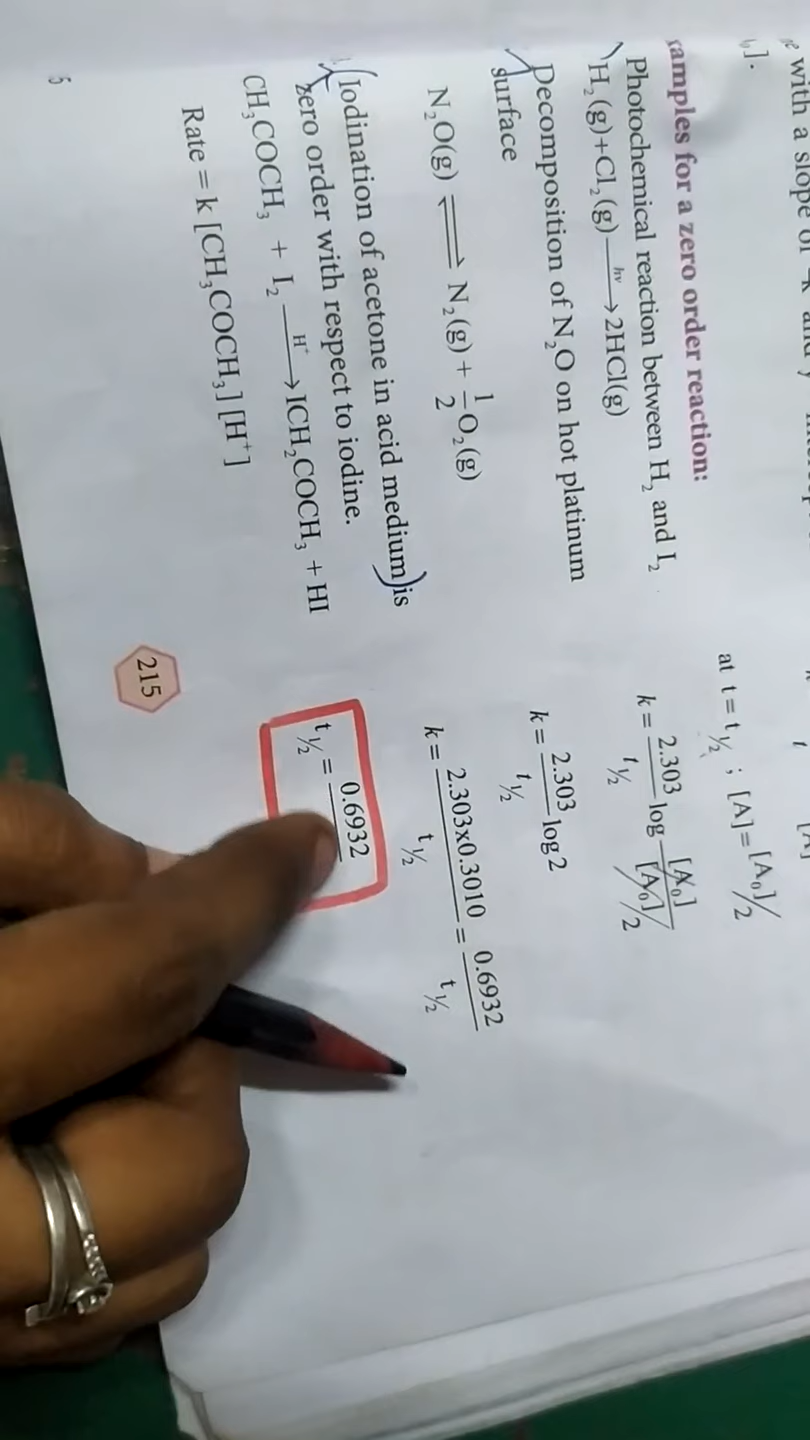 with a slope of -k and y
amples for a zero order reaction:
Photochemical reaction between H₂ and I₂
H₂(g)+Cl₂(g) —hν→ 2HCl(g)
Decomposition of N₂O on hot platinum
surface
N₂O(g) ⇌ N₂(g) + 1/2 O₂(g)
(Iodination of acetone in acid medium) is
zero order with respect to iodine.
CH₃COCH₃ + I₂ —H⁺→ ICH₂COCH₃ + HI
Rate = k [CH₃COCH₃] [H⁺]
5
215
at t = t½ ; [A] = [A₀]/2
k = 2.303/t½ log [A₀]/[A₀]/2
k = 2.303/t½ log2
k = 2.303x0.3010/t½ = 0.6932/t½
t½ = 0.6932